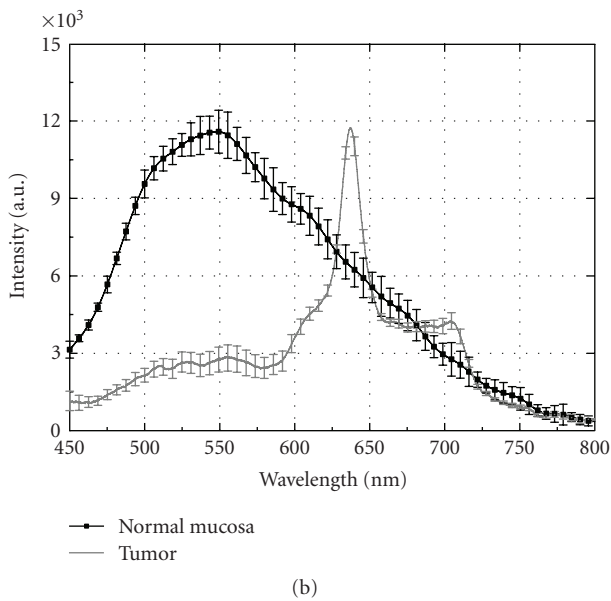 ×10³
15
12
9
6
3
0
Intensity (a.u.)
450 500 550 600 650 700 750 800
Wavelength (nm)
Normal mucosa
Tumor
(b)